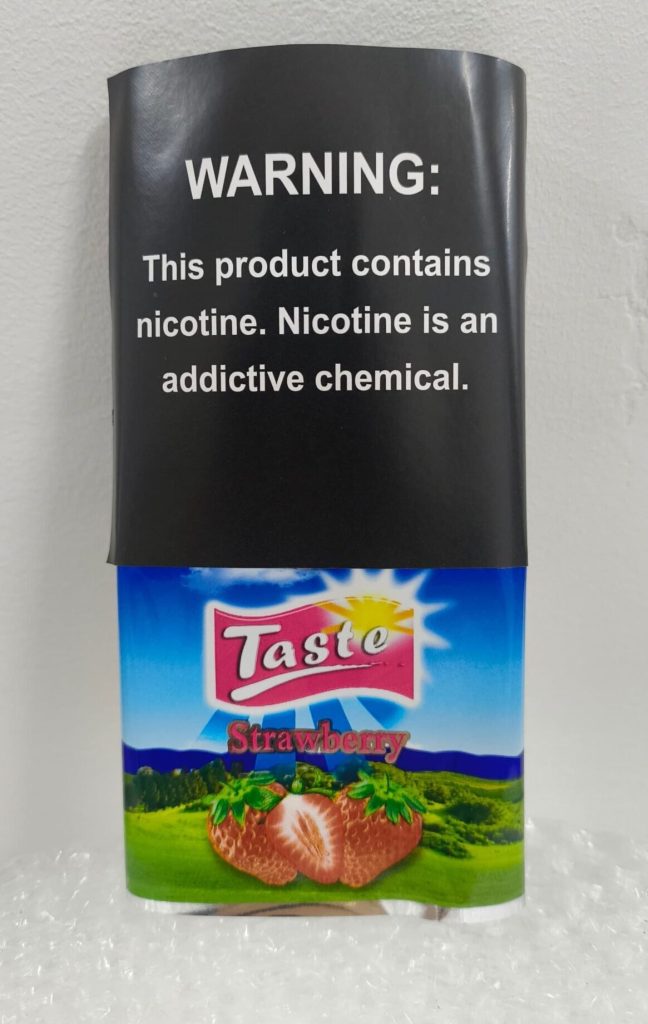 WARNING:
This product contains
nicotine. Nicotine is an
addictive chemical.
Taste
Strawberry